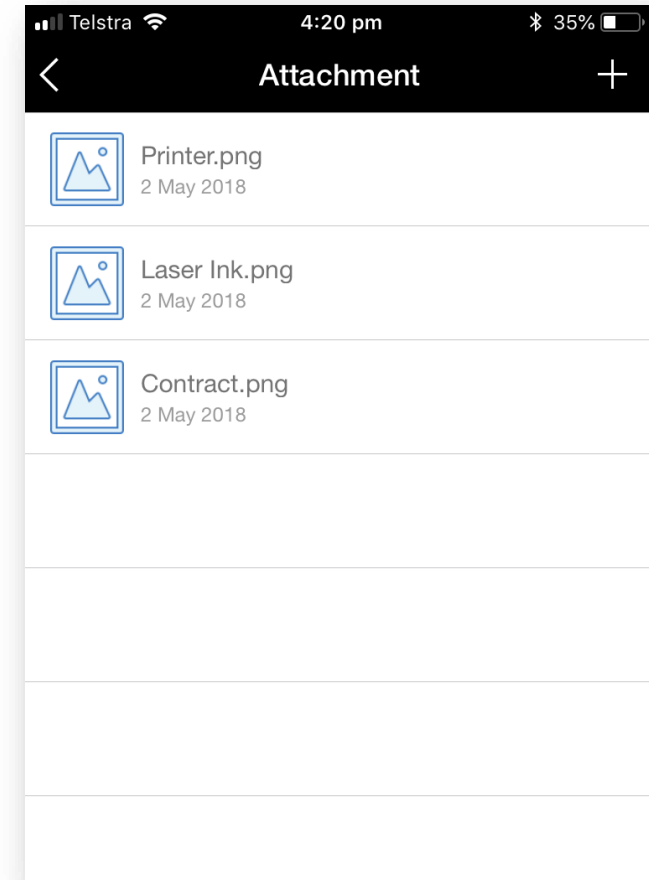 Telstra 4:20 pm 35%
Attachment
Printer.png
2 May 2018
Laser Ink.png
2 May 2018
Contract.png
2 May 2018